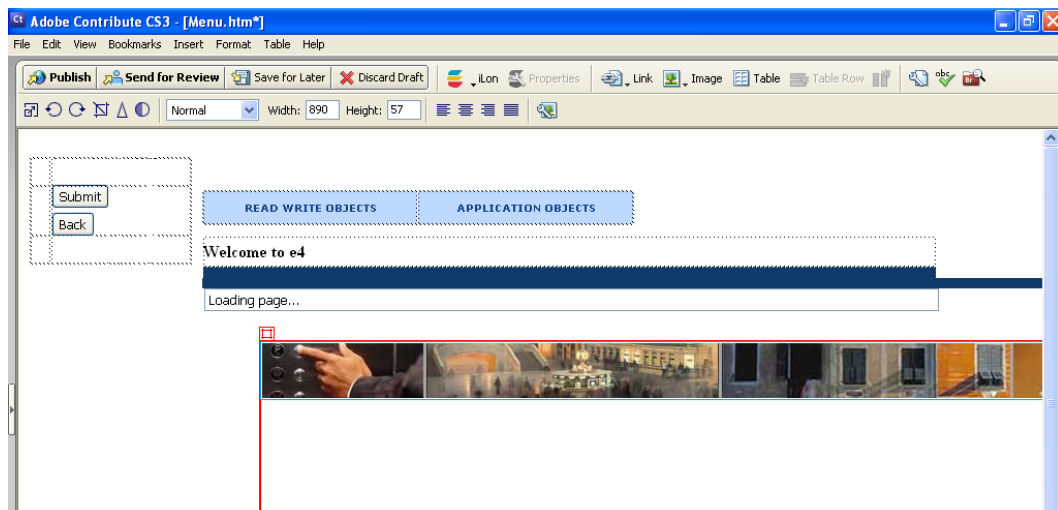 Ct Adobe Contribute CS3 - [Menu.htm*]
File Edit View Bookmarks Insert Format Table Help
Publish Send for Review Save for Later Discard Draft iLon Properties Link Image Table Table Row abc
Normal Width: 890 Height: 57
Submit
Back
READ WRITE OBJECTS APPLICATION OBJECTS
Welcome to e4
Loading page...